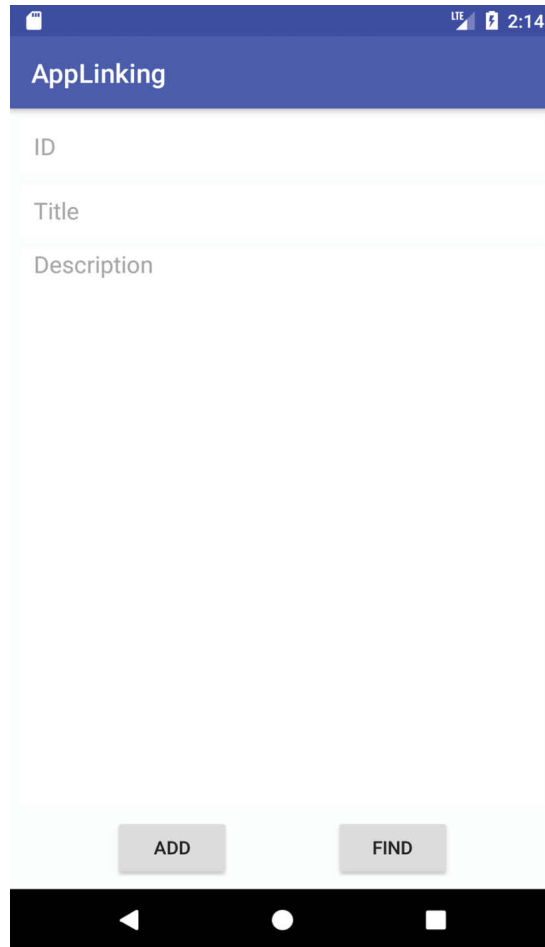 LTE 2:14
AppLinking
ID
Title
Description
ADD FIND